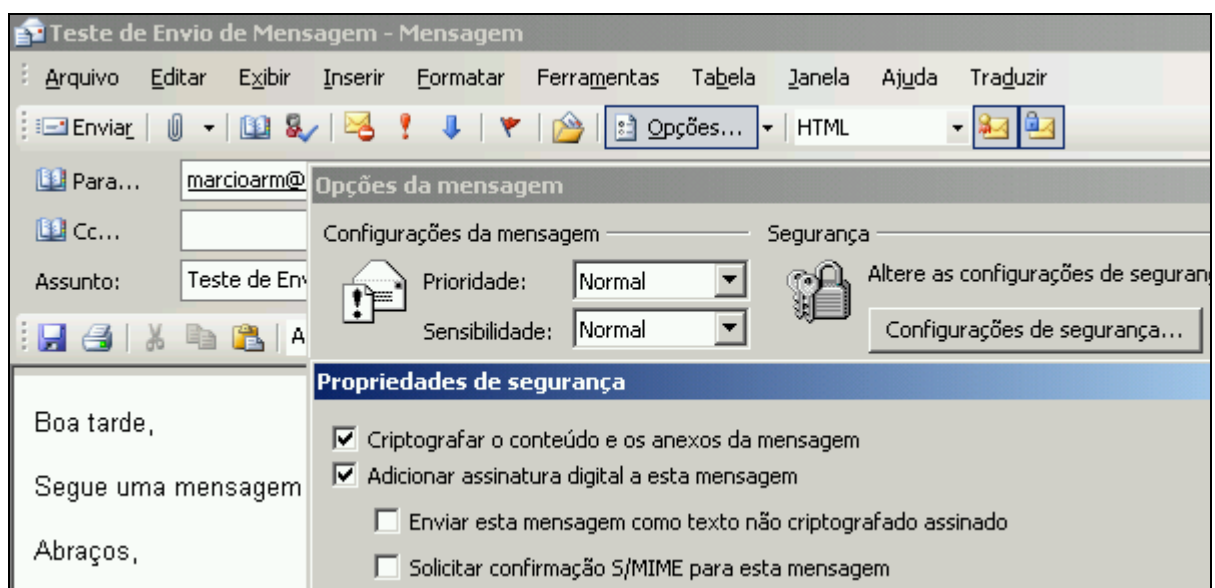 Teste de Envio de Mensagem - Mensagem
Arquivo Editar Exibir Inserir Formatar Ferramentas Tabela Janela Ajuda Traduzir
Enviar Opções... HTML
Para... marcioarm@
Opções da mensagem
Cc...
Configurações da mensagem Segurança
Assunto: Teste de Env
Prioridade: Normal
Altere as configurações de seguran
Sensibilidade: Normal
Configurações de segurança...
A
Propriedades de segurança
Boa tarde,
Segue uma mensagem
Abraços,
Criptografar o conteúdo e os anexos da mensagem
Adicionar assinatura digital a esta mensagem
Enviar esta mensagem como texto não criptografado assinado
Solicitar confirmação S/MIME para esta mensagem